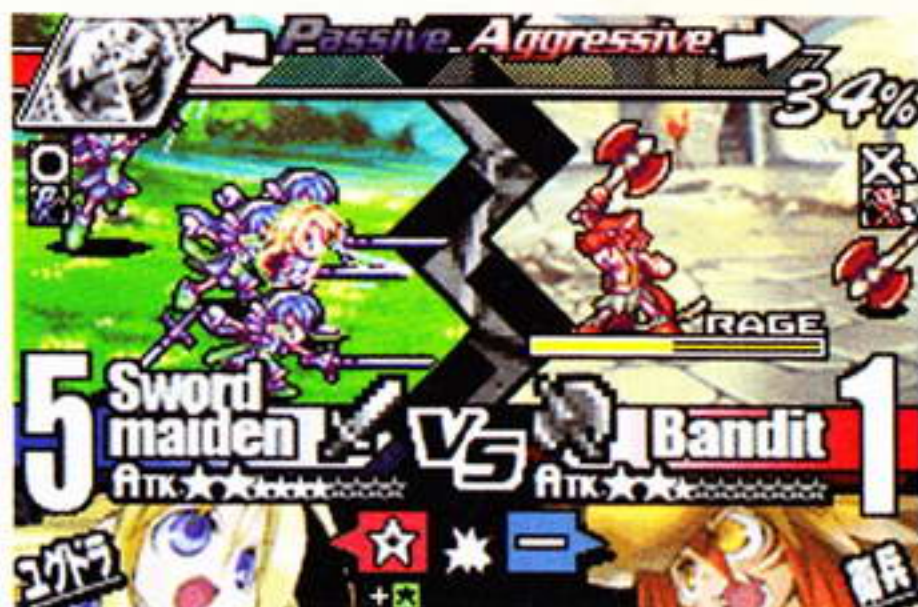 Passive Aggressive
34%
RAGE
5 Sword maiden VS Bandit 1
ATK. ATK.
ユグドラ